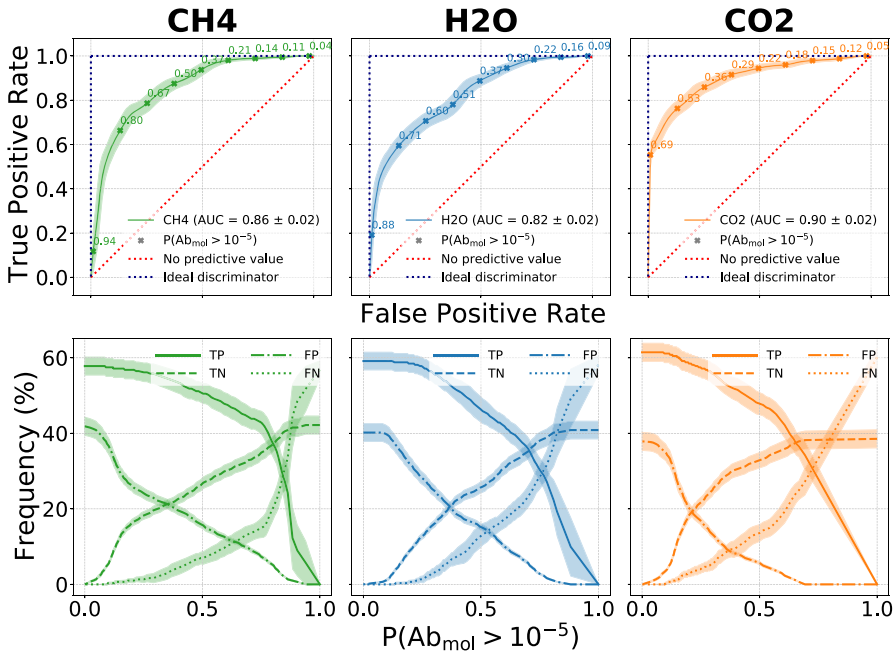 CH4 H2O CO2
True Positive Rate
1.0
0.8
0.6
0.4
0.2
0.0
0.94 0.80 0.67 0.50 0.37 0.21 0.14 0.11 0.04
CH4 (AUC = 0.86 ± 0.02)
P(Ab_mol > 10^−5)
No predictive value
Ideal discriminator
0.88 0.71 0.60 0.51 0.37 0.30 0.22 0.16 0.09
H2O (AUC = 0.82 ± 0.02)
P(Ab_mol > 10^−5)
No predictive value
Ideal discriminator
0.69 0.53 0.36 0.29 0.22 0.18 0.15 0.12 0.05
CO2 (AUC = 0.90 ± 0.02)
P(Ab_mol > 10^−5)
No predictive value
Ideal discriminator
False Positive Rate
Frequency (%)
60
40
20
0
TP FP
TN FN
TP FP
TN FN
TP FP
TN FN
0.0 0.5 1.0 0.0 0.5 1.0 0.0 0.5 1.0
P(Ab_mol > 10^−5)